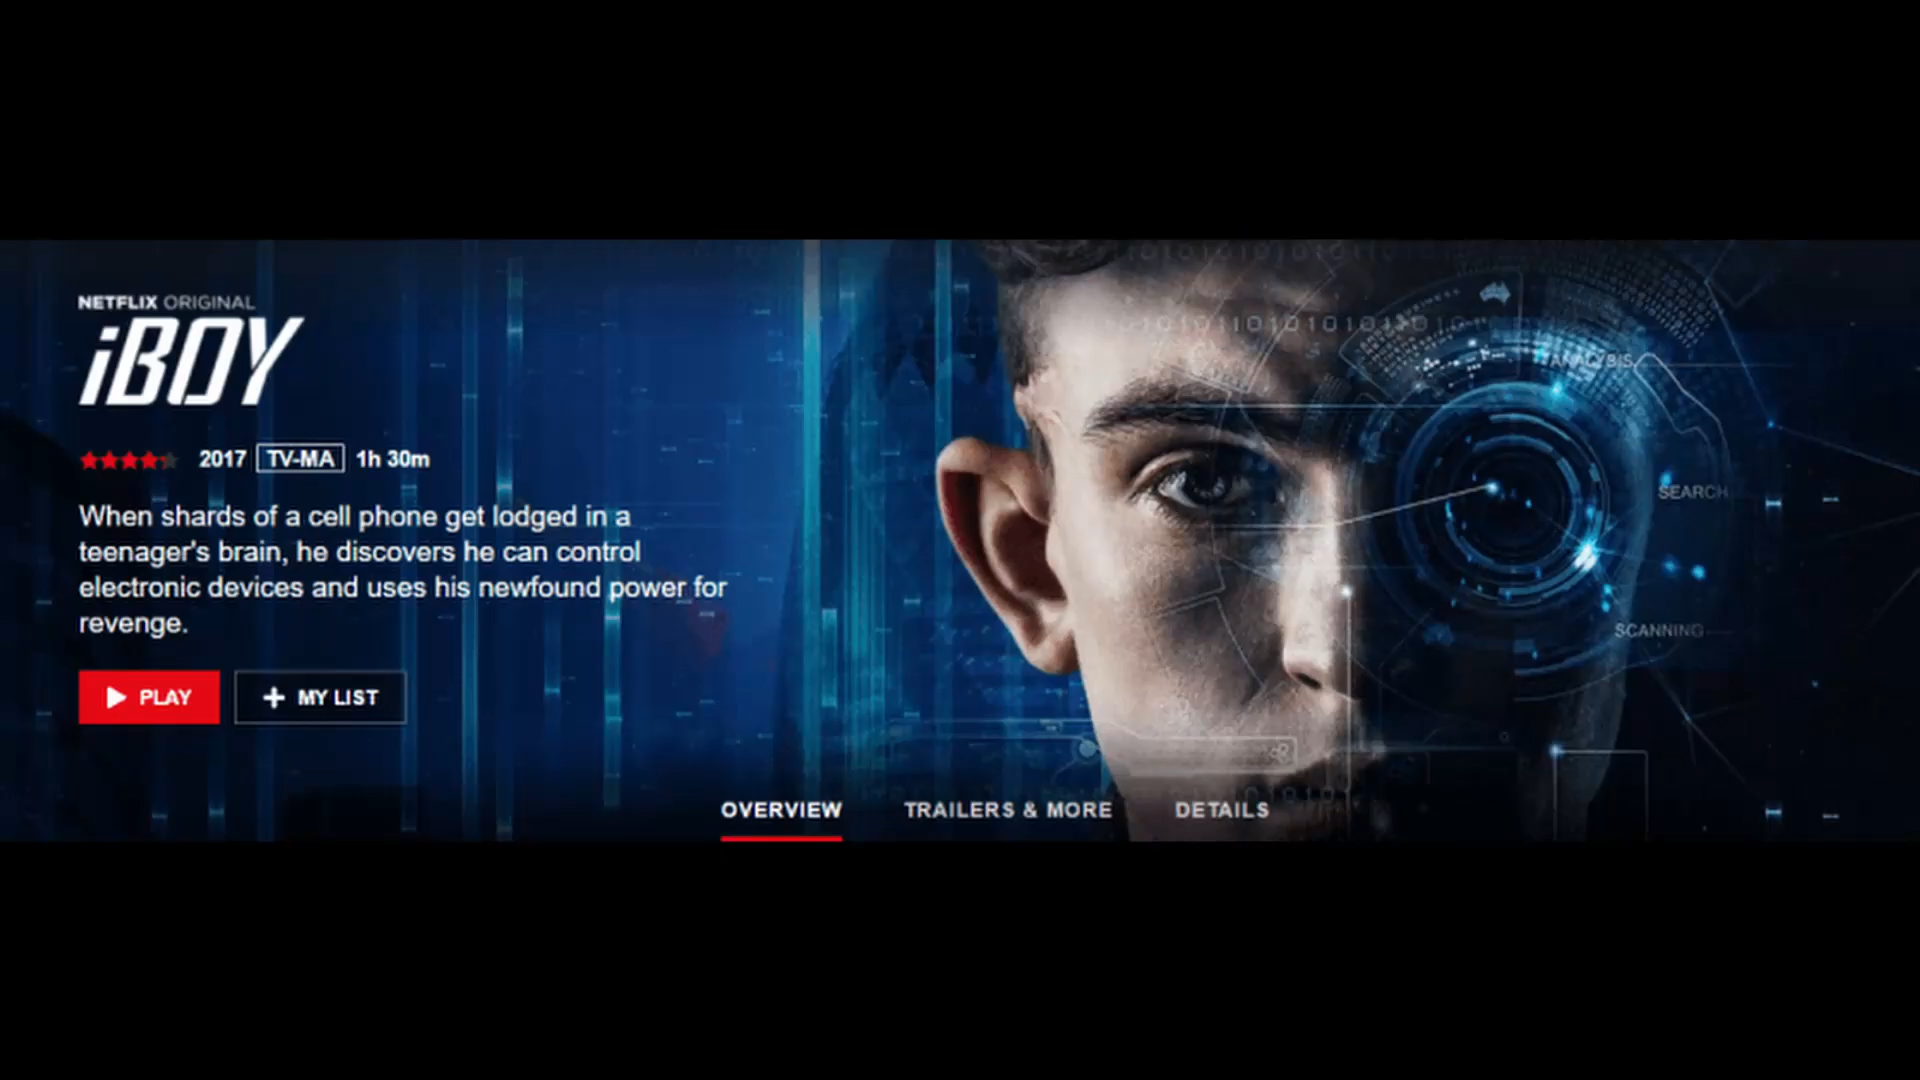 NETFLIX ORIGINAL
iBOY
2017 TV-MA 1h 30m
When shards of a cell phone get lodged in a
teenager's brain, he discovers he can control
electronic devices and uses his newfound power for
revenge.
PLAY
MY LIST
ANALYSIS
SEARCH
SCANNING
OVERVIEW
TRAILERS & MORE
DETAILS